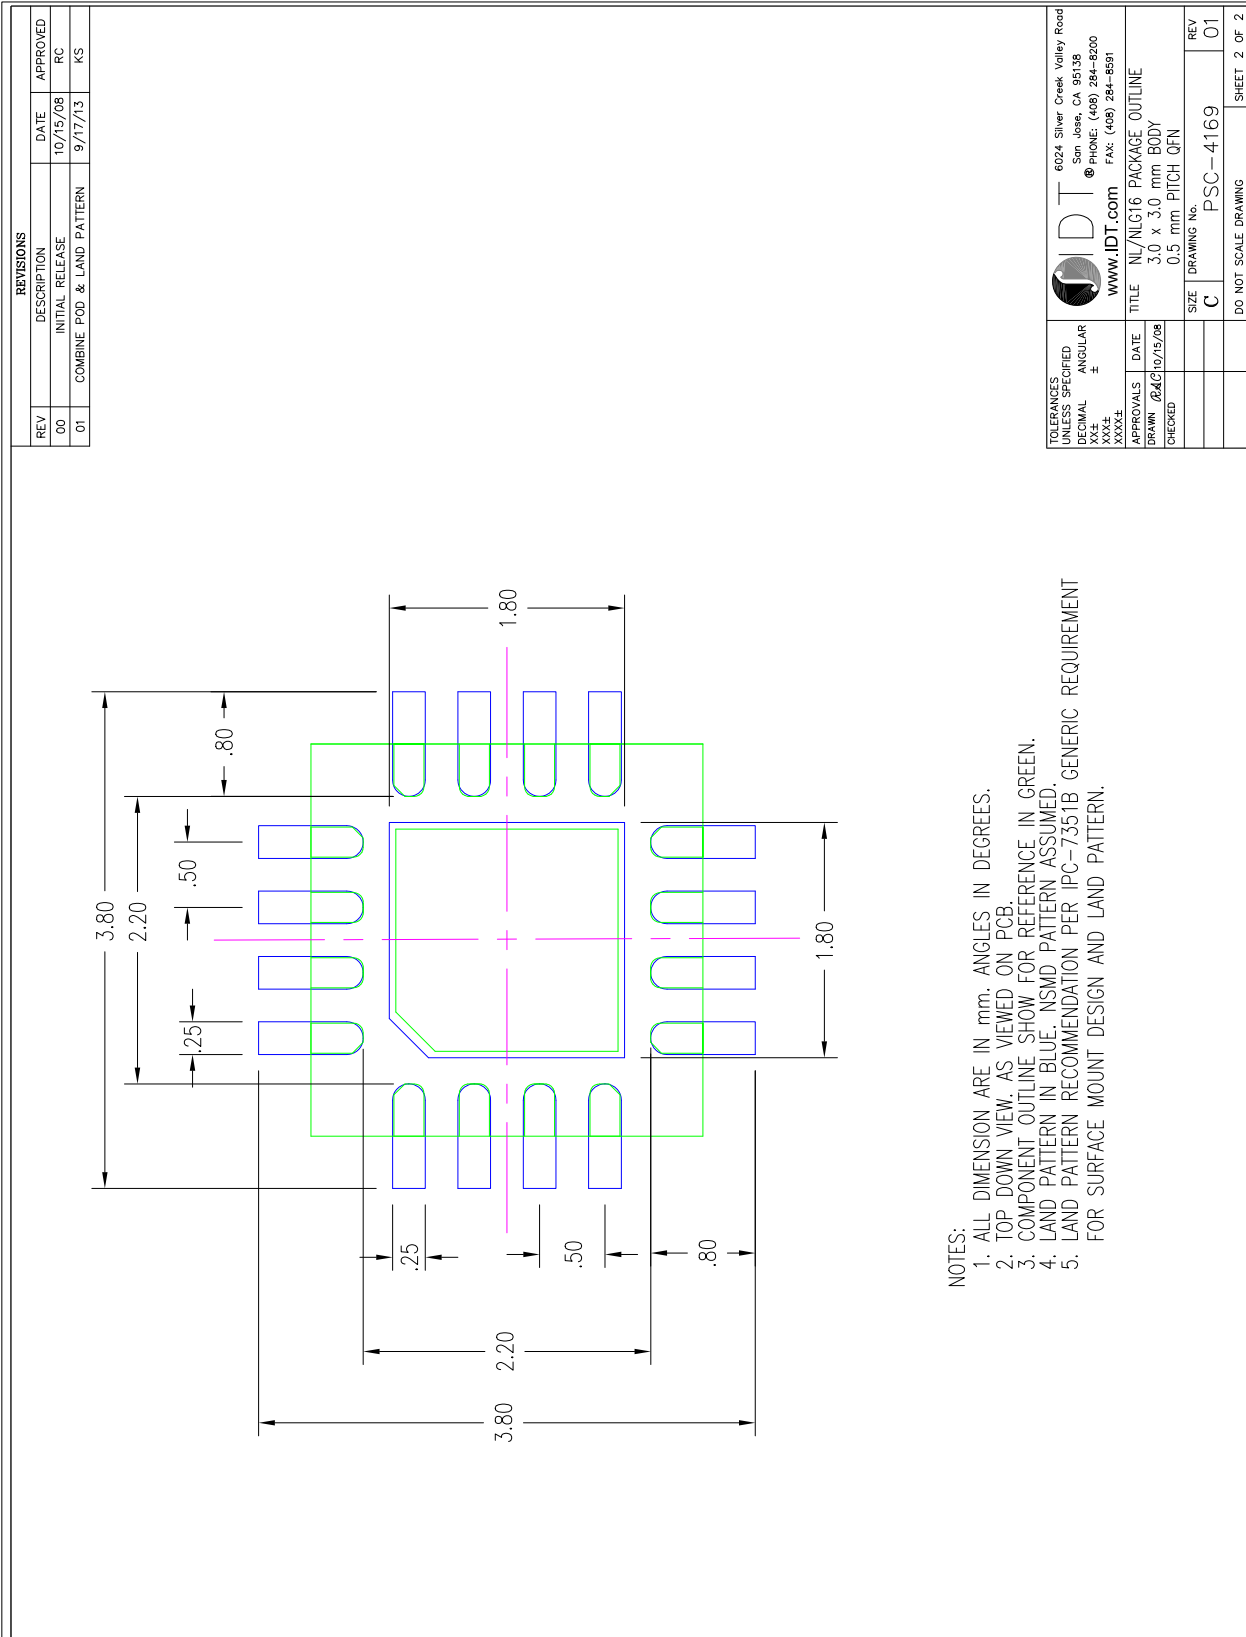 REVISIONS
REV DESCRIPTION DATE APPROVED
00 INITIAL RELEASE 10/15/08 RC
01 COMBINE POD & LAND PATTERN 9/17/13 KS
3.80
2.20
.25
.50
.80
1.80
1.80
.25
.50
.80
2.20
3.80
NOTES:
1. ALL DIMENSION ARE IN mm. ANGLES IN DEGREES.
2. TOP DOWN VIEW. AS VIEWED ON PCB.
3. COMPONENT OUTLINE SHOW FOR REFERENCE IN GREEN.
4. LAND PATTERN IN BLUE. NSMD PATTERN ASSUMED.
5. LAND PATTERN RECOMMENDATION PER IPC-7351B GENERIC REQUIREMENT
FOR SURFACE MOUNT DESIGN AND LAND PATTERN.
TOLERANCES
UNLESS SPECIFIED
DECIMAL ANGULAR
XX± ±
XXX±
XXXX±
APPROVALS DATE
DRAWN RAC 10/15/08
CHECKED
IDT ®
www.IDT.com
6024 Silver Creek Valley Road
San Jose, CA 95138
PHONE: (408) 284-8200
FAX: (408) 284-8591
TITLE NL/NLG16 PACKAGE OUTLINE
3.0 x 3.0 mm BODY
0.5 mm PITCH QFN
SIZE DRAWING No. REV
C PSC-4169 01
DO NOT SCALE DRAWING SHEET 2 OF 2